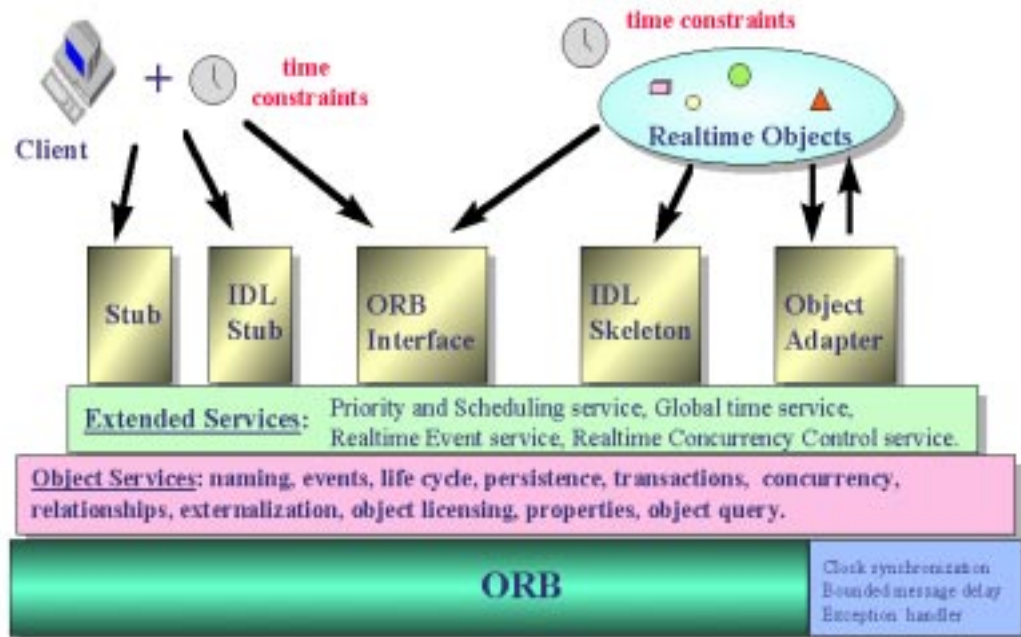 time constraints
time
constraints
Client
+
Realtime Objects
Stub
IDL
Stub
ORB
Interface
IDL
Skeleton
Object
Adapter
Extended Services: Priority and Scheduling service, Global time service,
Realtime Event service, Realtime Concurrency Control service.
Object Services: naming, events, life cycle, persistence, transactions, concurrency,
relationships, externalization, object licensing, properties, object query.
ORB
Clock synchronization
Bounded message delay
Exception handler